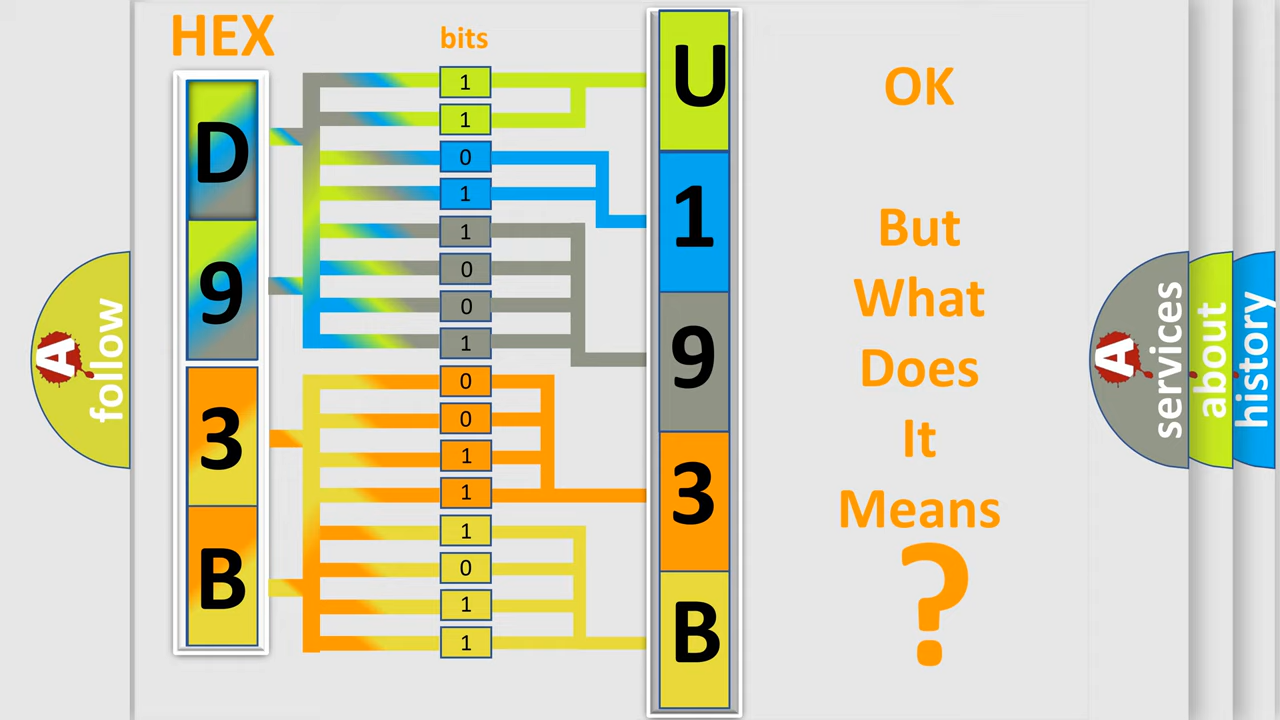 HEX
bits
D
9
3
B
1
1
0
1
1
0
0
1
0
0
1
1
1
0
1
1
U
1
9
3
B
OK
But
What
Does
It
Means
?
A
follow
A
services
about
history